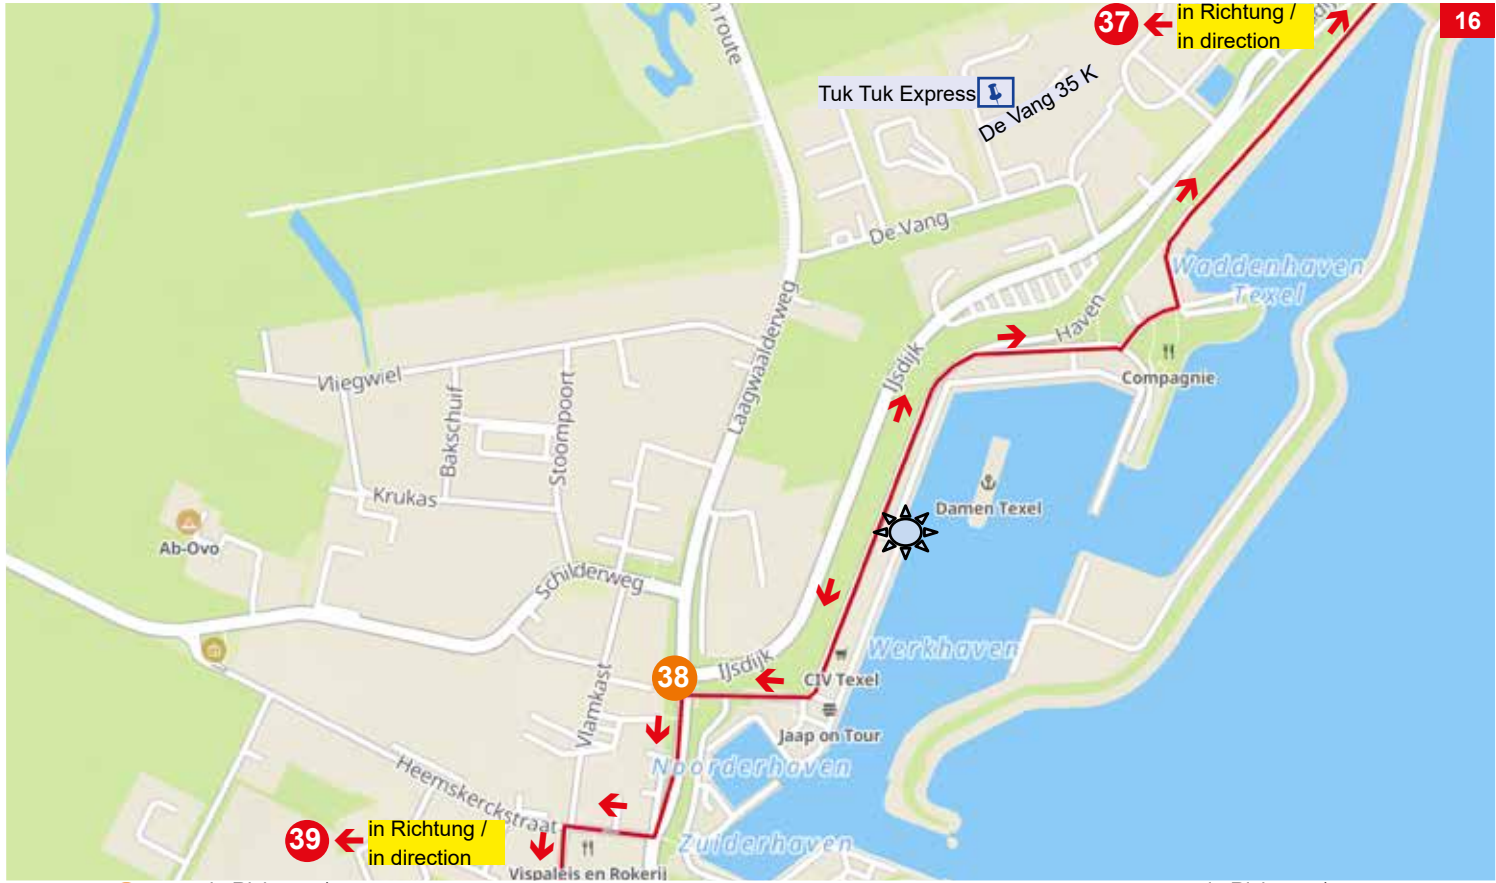 n route
37
in Richtung /
in direction
16
Tuk Tuk Express
De Vang 35 K
De Vang
Waddenhaven
Texel
Haven
Laagwaalderweg
IJsdijk
Compagnie
Vliegwiel
Bakschuif
Stoompoort
Krukas
Damen Texel
Ab-Ovo
Schilderweg
Werkhaven
IJsdijk
38
CIV Texel
Vlamkast
Jaap on Tour
Noorderhaven
Heemskerckstraat
39
in Richtung /
in direction
Zuiderhaven
Vispaleis en Rokerij